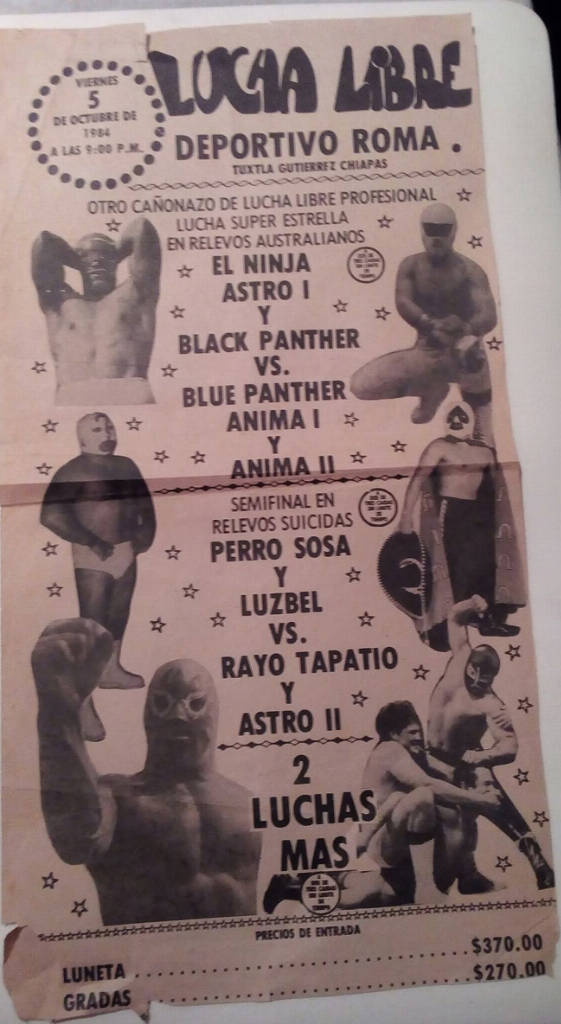 VIERNES
5
DE OCTUBRE DE
1984
A LAS 9:00 P.M.
LUCHA LIBRE
DEPORTIVO ROMA .
TUXTLA GUTIERREZ CHIAPAS
OTRO CAÑONAZO DE LUCHA LIBRE PROFESIONAL
LUCHA SUPER ESTRELLA
EN RELEVOS AUSTRALIANOS
EL NINJA
ASTRO I
Y
BLACK PANTHER
VS.
BLUE PANTHER
ANIMA I
Y
ANIMA II
SEMIFINAL EN
RELEVOS SUICIDAS
PERRO SOSA
Y
LUZBEL
VS.
RAYO TAPATIO
Y
ASTRO II
2
LUCHAS
MAS
PRECIOS DE ENTRADA
LUNETA . . . . . . . . . . . . . . . . . . . . . . . . . . . $370.00
GRADAS . . . . . . . . . . . . . . . . . . . . . . . . . . . $270.00